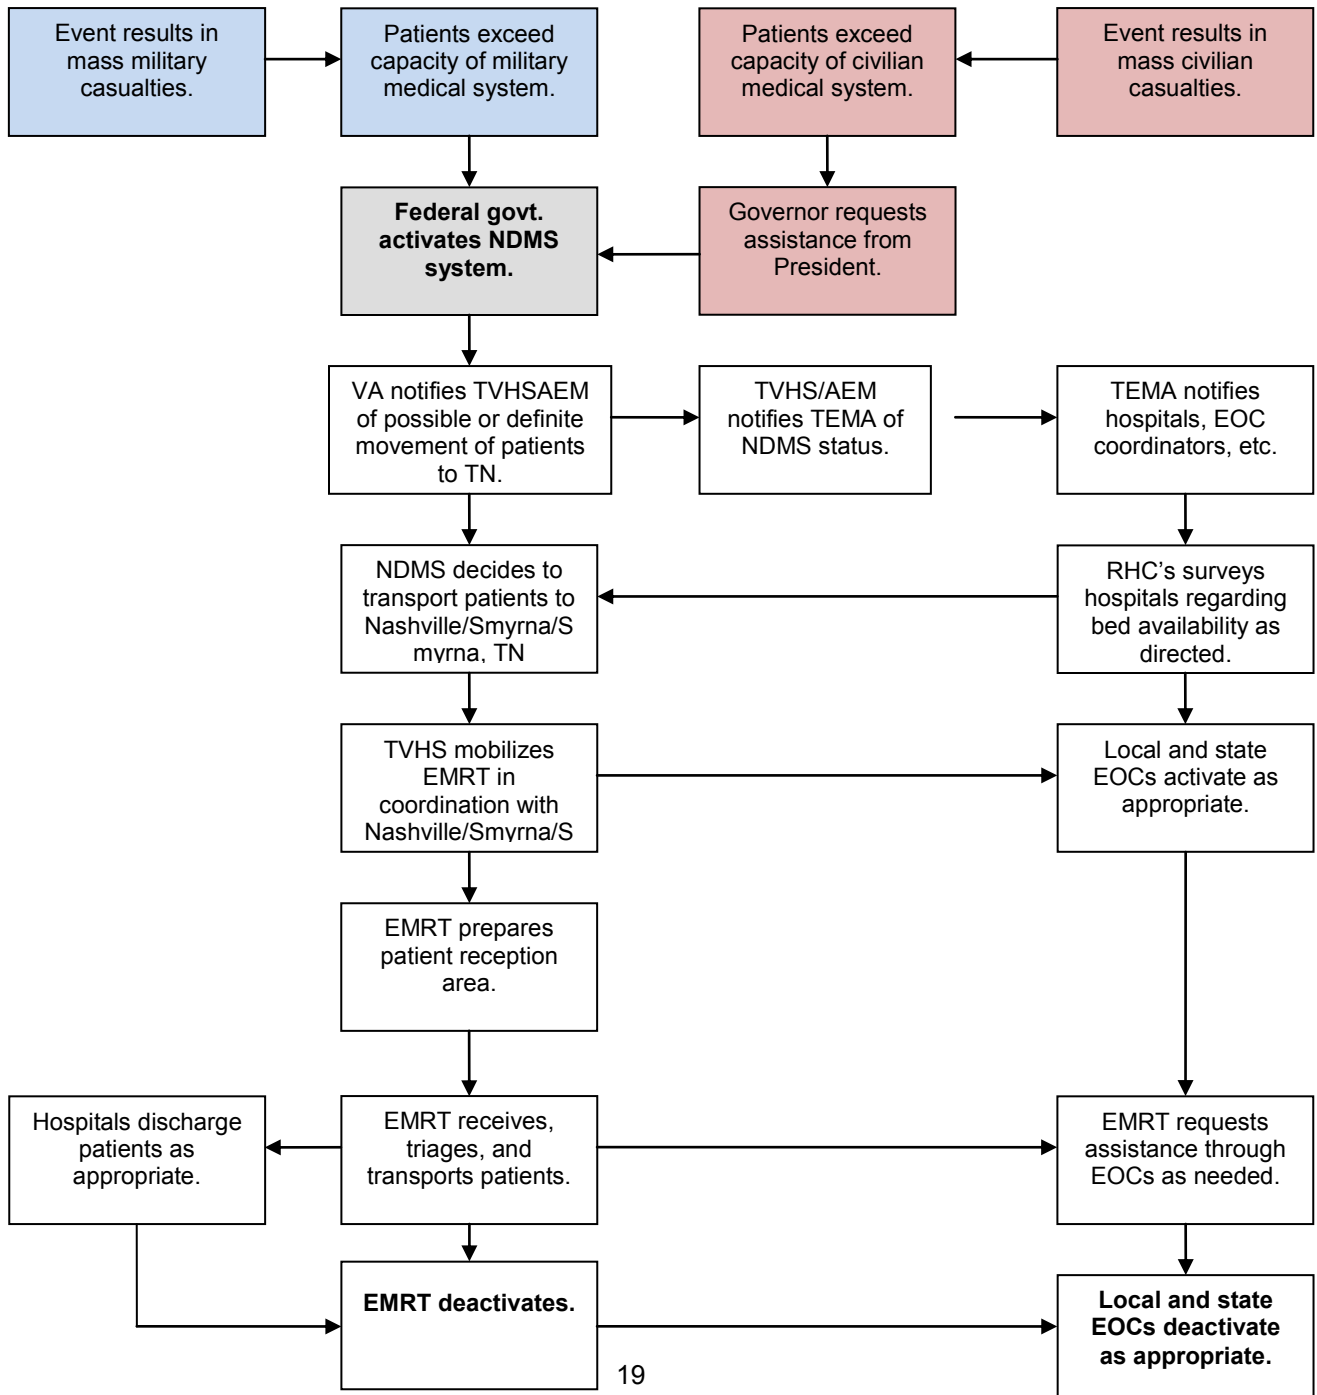 Event results in
mass military
casualties.
Patients exceed
capacity of military
medical system.
Patients exceed
capacity of civilian
medical system.
Event results in
mass civilian
casualties.
Federal govt.
activates NDMS
system.
Governor requests
assistance from
President.
VA notifies TVHSAEM
of possible or definite
movement of patients
to TN.
TVHS/AEM
notifies TEMA of
NDMS status.
TEMA notifies
hospitals, EOC
coordinators, etc.
NDMS decides to
transport patients to
Nashville/Smyrna/S
myrna, TN
RHC’s surveys
hospitals regarding
bed availability as
directed.
TVHS mobilizes
EMRT in
coordination with
Nashville/Smyrna/S
Local and state
EOCs activate as
appropriate.
EMRT prepares
patient reception
area.
Hospitals discharge
patients as
appropriate.
EMRT receives,
triages, and
transports patients.
EMRT requests
assistance through
EOCs as needed.
EMRT deactivates.
Local and state
EOCs deactivate
as appropriate.
19